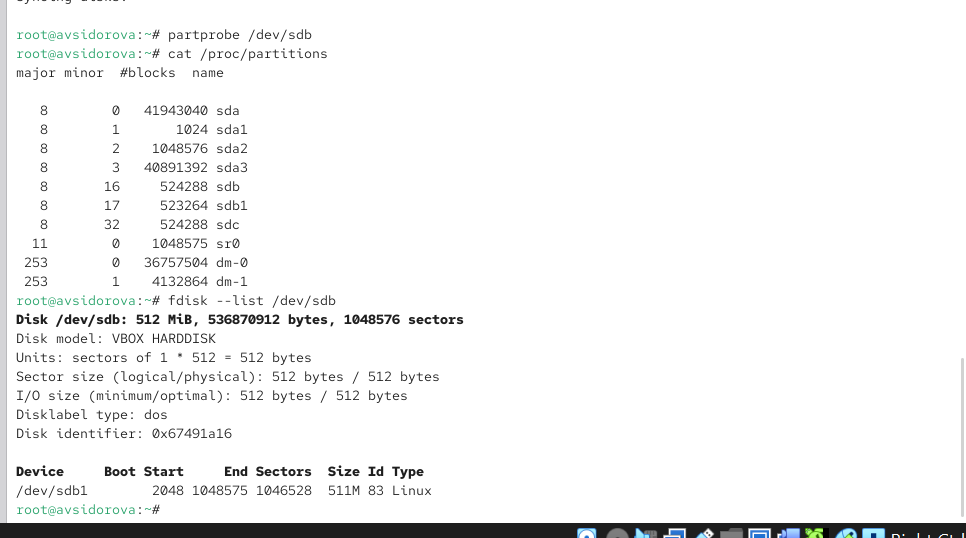 root@avsidorova:~# partprobe /dev/sdb
root@avsidorova:~# cat /proc/partitions
major minor  #blocks  name

   8        0   41943040 sda
   8        1       1024 sda1
   8        2    1048576 sda2
   8        3   40891392 sda3
   8       16     524288 sdb
   8       17     523264 sdb1
   8       32     524288 sdc
  11        0    1048575 sr0
 253        0   36757504 dm-0
 253        1    4132864 dm-1
root@avsidorova:~# fdisk --list /dev/sdb
Disk /dev/sdb: 512 MiB, 536870912 bytes, 1048576 sectors
Disk model: VBOX HARDDISK
Units: sectors of 1 * 512 = 512 bytes
Sector size (logical/physical): 512 bytes / 512 bytes
I/O size (minimum/optimal): 512 bytes / 512 bytes
Disklabel type: dos
Disk identifier: 0x67491a16

Device     Boot Start     End Sectors  Size Id Type
/dev/sdb1        2048 1048575 1046528  511M 83 Linux
root@avsidorova:~#
Right Ctrl